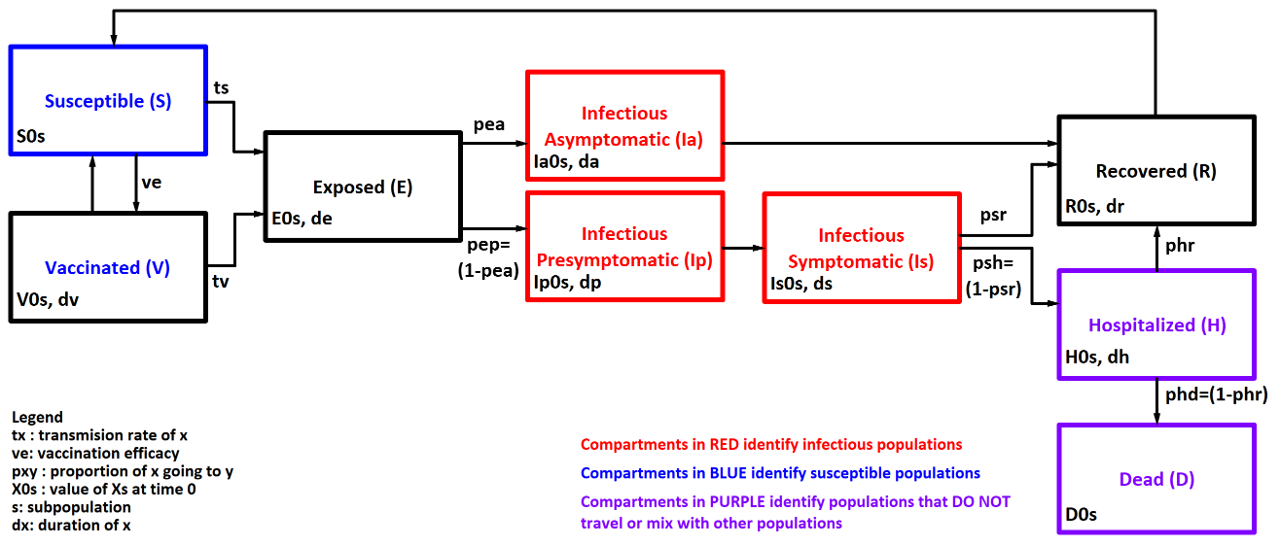 Susceptible (S)
S0s
ts
ve
Vaccinated (V)
V0s, dv
tv
Exposed (E)
E0s, de
pea
pep=
(1-pea)
Infectious
Asymptomatic (Ia)
Ia0s, da
Infectious
Presymptomatic (Ip)
Ip0s, dp
Infectious
Symptomatic (Is)
Is0s, ds
psr
psh=
(1-psr)
Recovered (R)
R0s, dr
phr
Hospitalized (H)
H0s, dh
phd=(1-phr)
Dead (D)
D0s
Legend
tx : transmision rate of x
ve: vaccination efficacy
pxy : proportion of x going to y
X0s : value of Xs at time 0
s: subpopulation
dx: duration of x
Compartments in RED identify infectious populations
Compartments in BLUE identify susceptible populations
Compartments in PURPLE identify populations that DO NOT
travel or mix with other populations